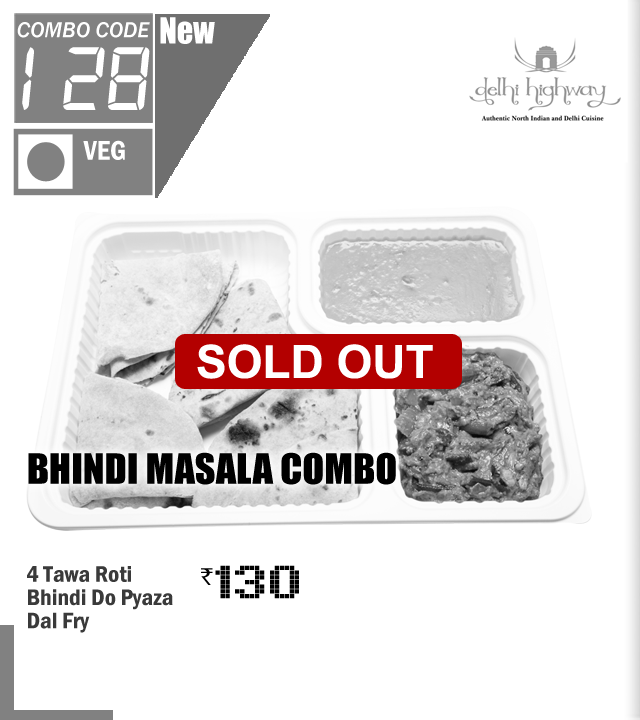 COMBO CODE
128
New
VEG
delhi highway
Authentic North Indian and Delhi Cuisine
SOLD OUT
BHINDI MASALA COMBO
4 Tawa Roti
Bhindi Do Pyaza
Dal Fry
₹130